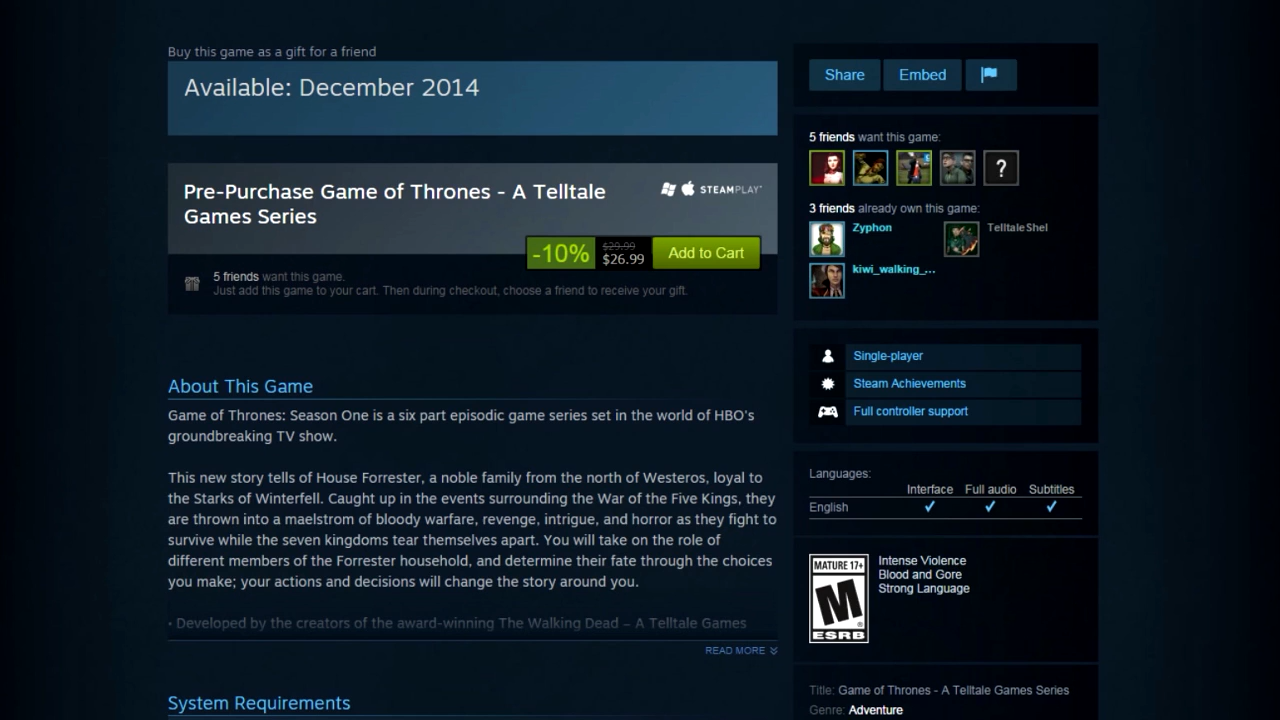 Buy this game as a gift for a friend
Available: December 2014
Pre-Purchase Game of Thrones - A Telltale
Games Series
STEAMPLAY
-10%
$29.99
$26.99
Add to Cart
5 friends want this game.
Just add this game to your cart. Then during checkout, choose a friend to receive your gift.
About This Game
Game of Thrones: Season One is a six part episodic game series set in the world of HBO's
groundbreaking TV show.
This new story tells of House Forrester, a noble family from the north of Westeros, loyal to
the Starks of Winterfell. Caught up in the events surrounding the War of the Five Kings, they
are thrown into a maelstrom of bloody warfare, revenge, intrigue, and horror as they fight to
survive while the seven kingdoms tear themselves apart. You will take on the role of
different members of the Forrester household, and determine their fate through the choices
you make; your actions and decisions will change the story around you.
• Developed by the creators of the award-winning The Walking Dead – A Telltale Games
READ MORE
System Requirements
Share
Embed
5 friends want this game:
?
3 friends already own this game:
Zyphon
TelltaleShel
kiwi_walking_...
Single-player
Steam Achievements
Full controller support
Languages:
Interface Full audio Subtitles
English
MATURE 17+
M
ESRB
Intense Violence
Blood and Gore
Strong Language
Title: Game of Thrones - A Telltale Games Series
Genre: Adventure